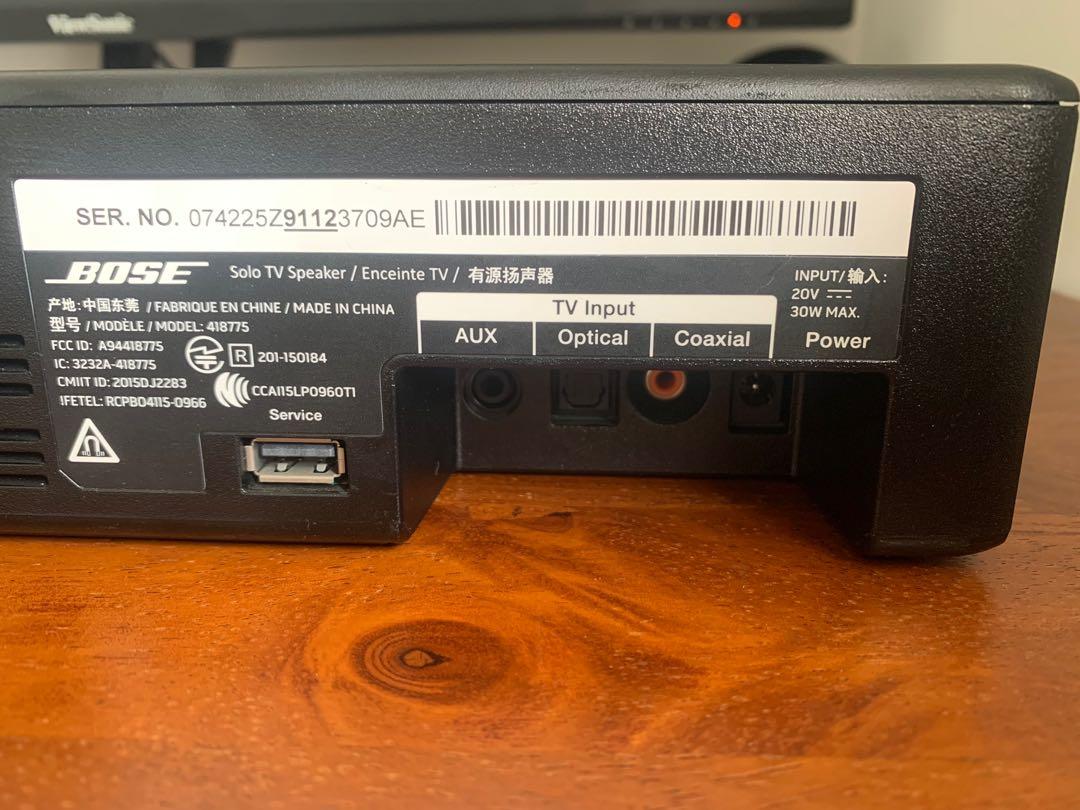 ViewSonic
SER. NO. 074225Z91123709AE
BOSE Solo TV Speaker / Enceinte TV / 有源扬声器
产地: 中国东莞 / FABRIQUE EN CHINE / MADE IN CHINA
型号 / MODÈLE / MODEL: 418775
FCC ID: A94418775
IC: 3232A-418775
CMIIT ID: 2015DJ2283
IFETEL: RCPBO4115-0966
R 201-150184
CCAI15LP0960T1
Service
TV Input
AUX Optical Coaxial
INPUT/输入:
20V
30W MAX.
Power